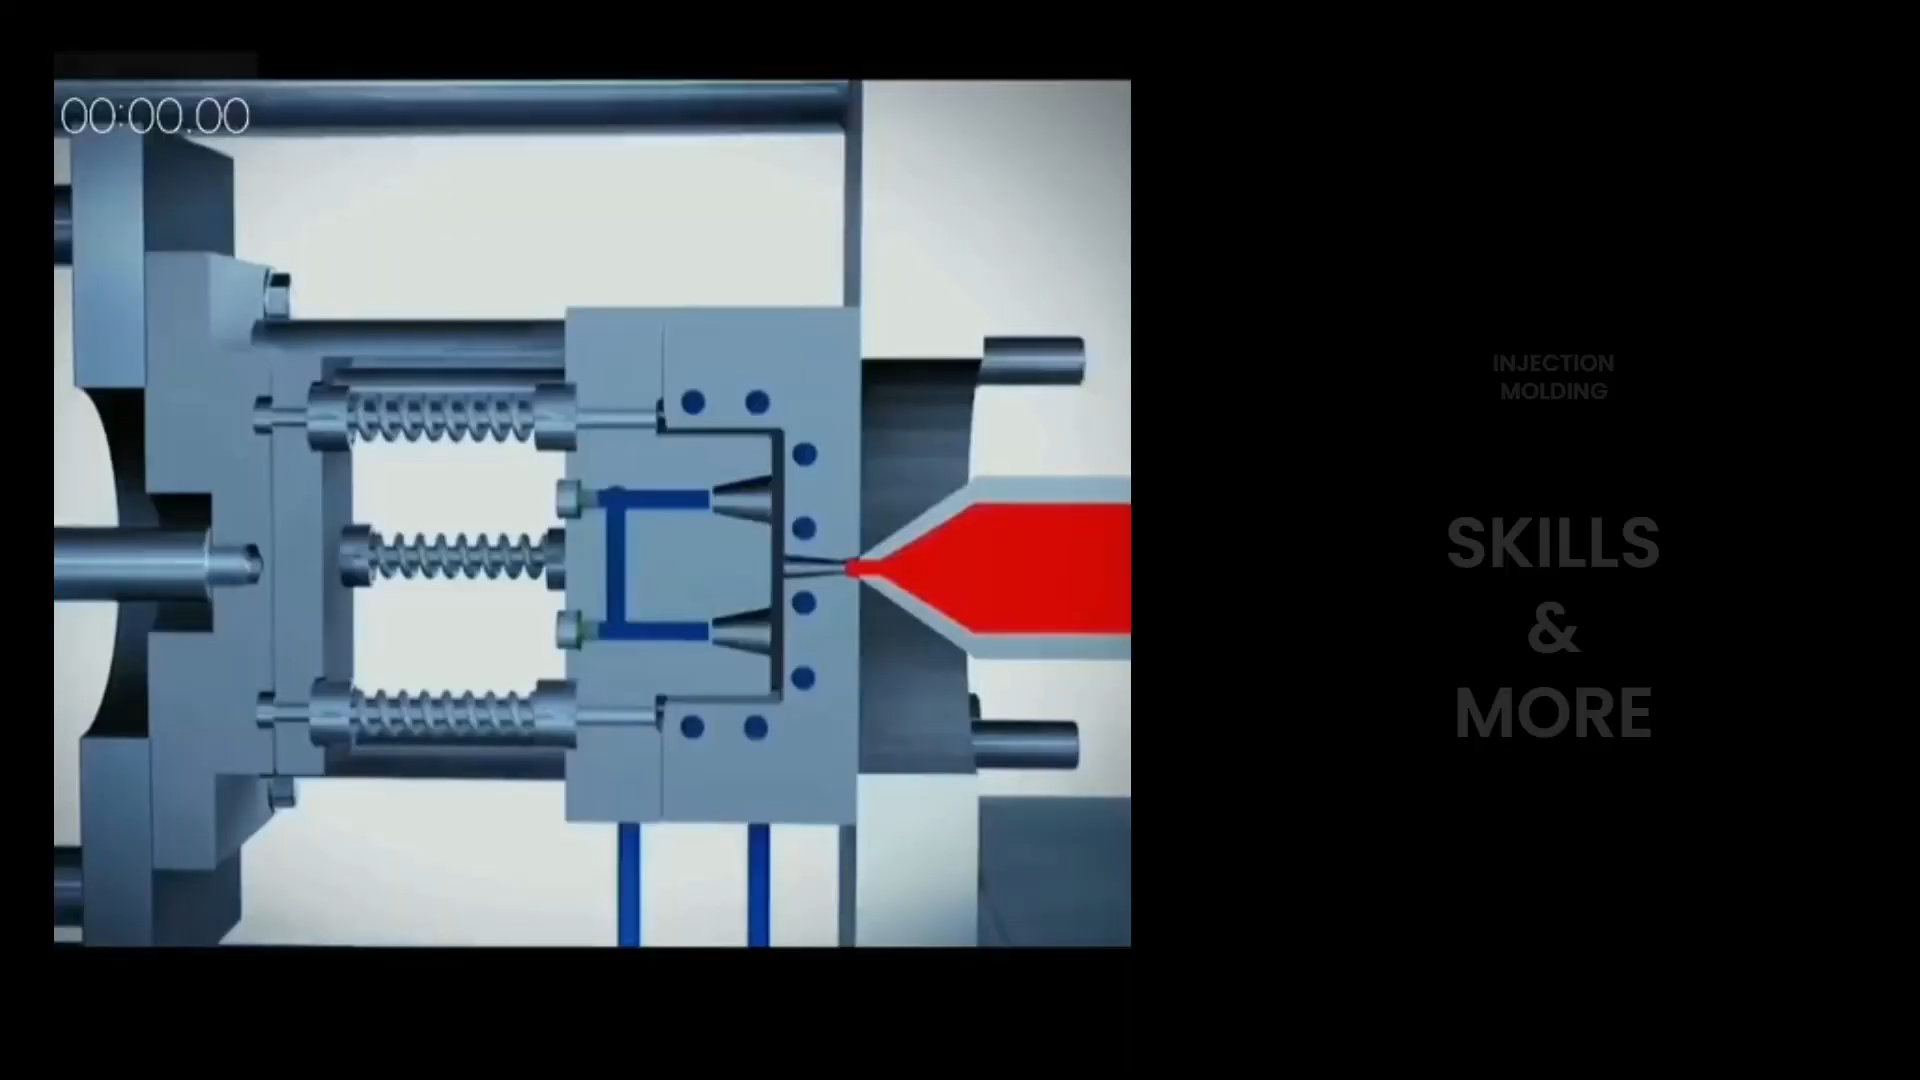 00:00.00
INJECTION
MOLDING
SKILLS
&
MORE